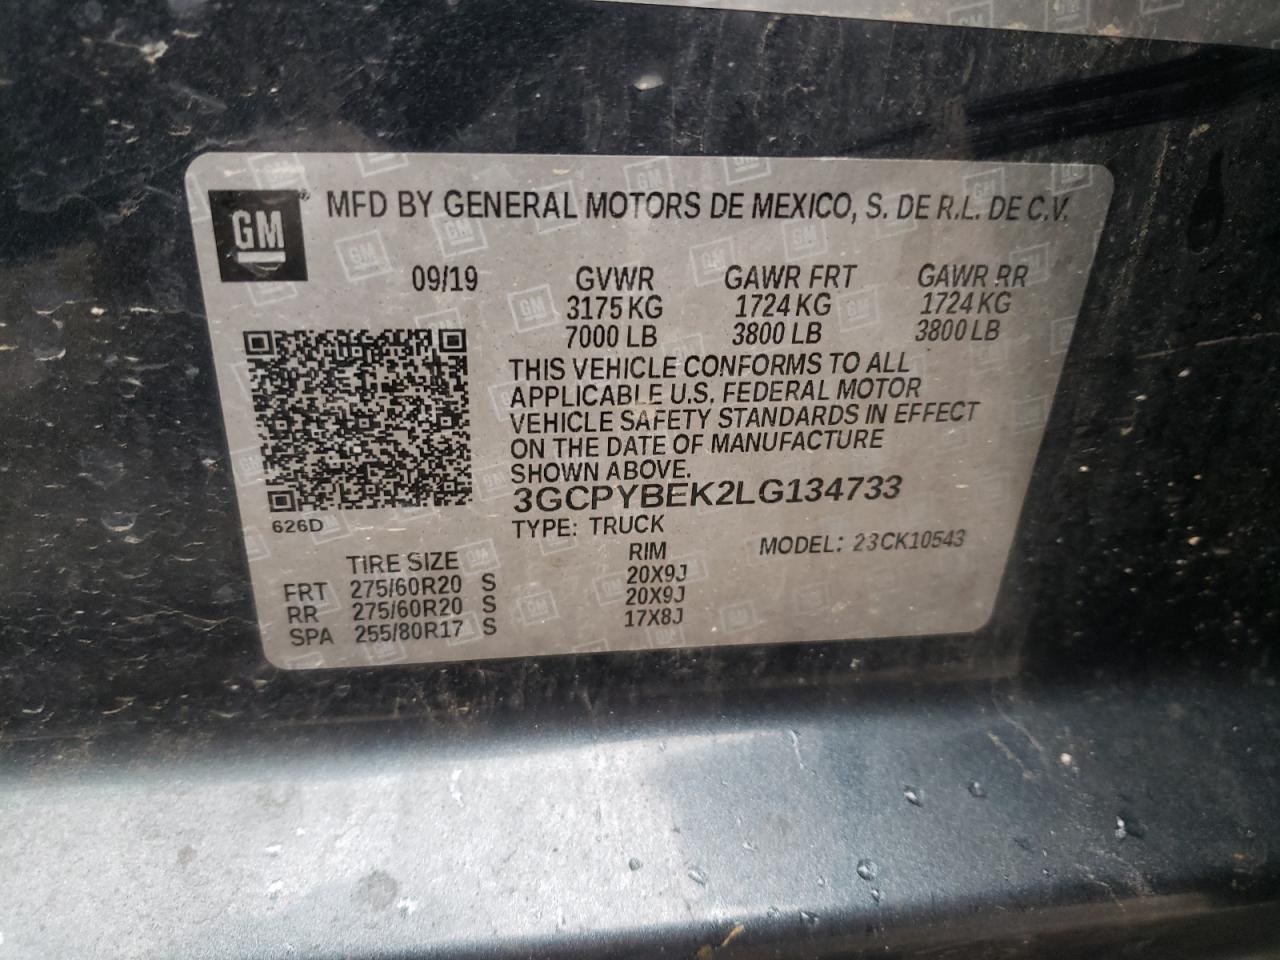 GM® MFD BY GENERAL MOTORS DE MEXICO, S. DE R.L. DE C.V.
09/19 GVWR GAWR FRT GAWR RR
3175 KG 1724 KG 1724 KG
7000 LB 3800 LB 3800 LB
THIS VEHICLE CONFORMS TO ALL
APPLICABLE U.S. FEDERAL MOTOR
VEHICLE SAFETY STANDARDS IN EFFECT
ON THE DATE OF MANUFACTURE
SHOWN ABOVE.
3GCPYBEK2LG134733
626D TYPE: TRUCK MODEL: 23CK10543
TIRE SIZE RIM
FRT 275/60R20 S 20X9J
RR 275/60R20 S 20X9J
SPA 255/80R17 S 17X8J